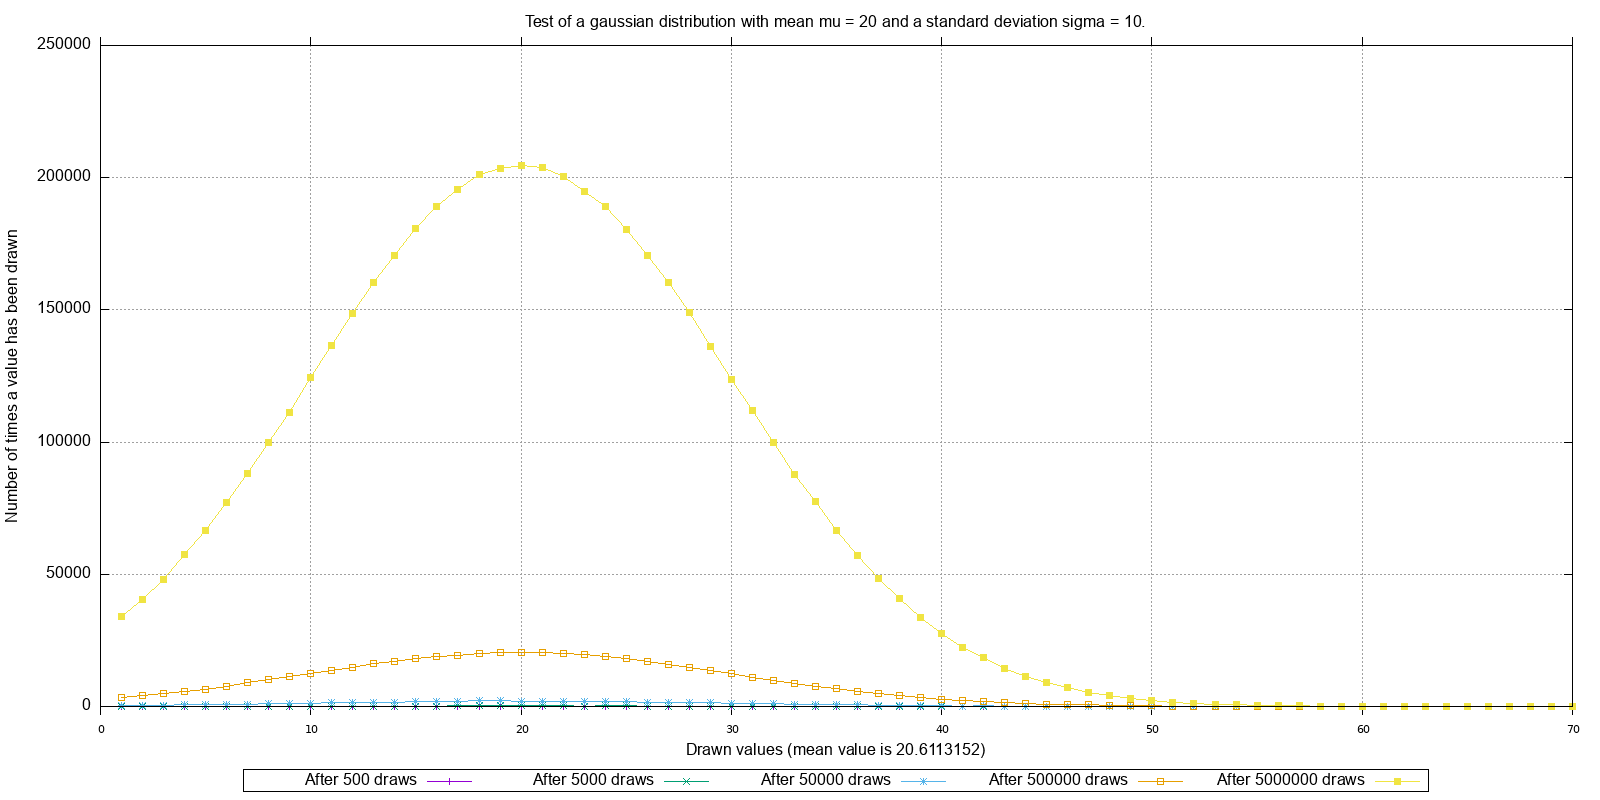 Test of a gaussian distribution with mean mu = 20 and a standard deviation sigma = 10.
250000
200000
150000
100000
50000
0
Number of times a value has been drawn
0 10 20 30 40 50 60 70
Drawn values (mean value is 20.6113152)
After 500 draws After 5000 draws After 50000 draws After 500000 draws After 5000000 draws